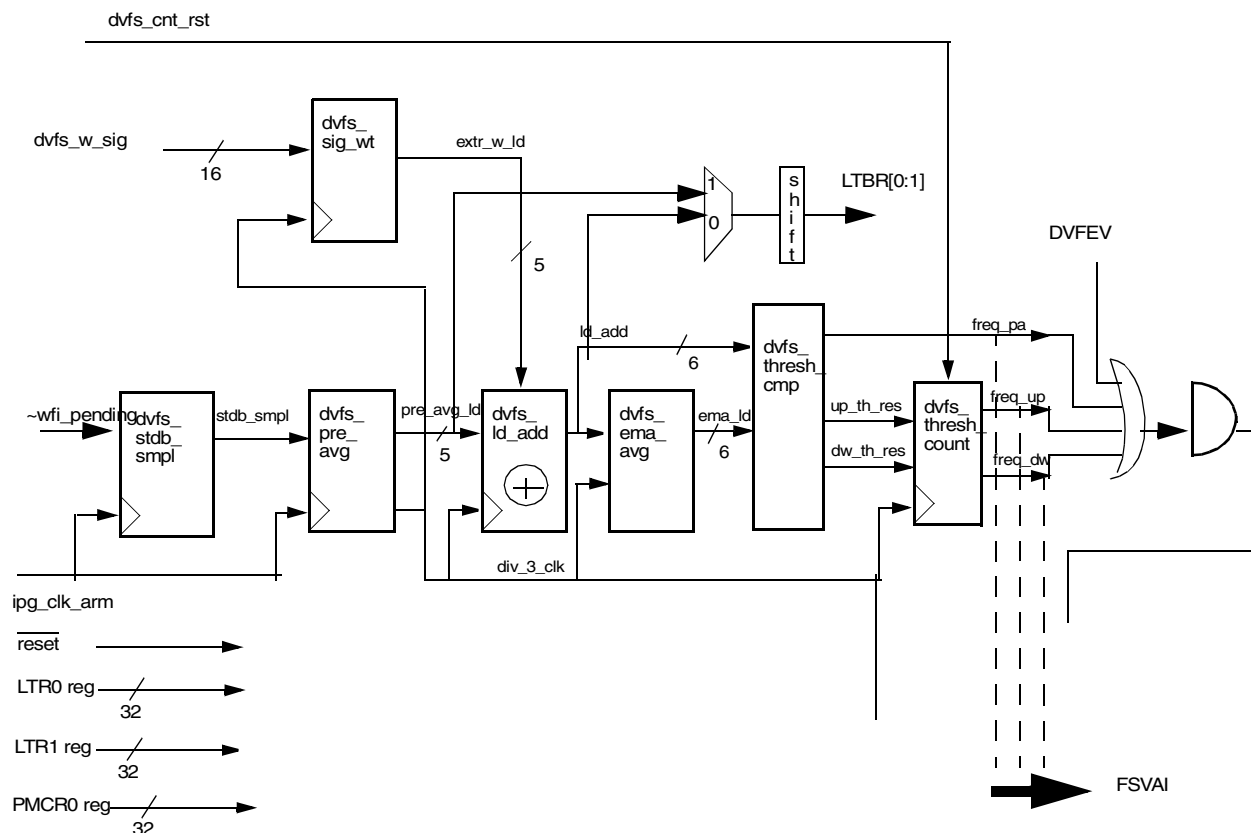 dvfs_cnt_rst
dvfs_w_sig
16
dvfs_
sig_wt
extr_w_ld
5
1
0
shift
LTBR[0:1]
DVFEV
~wfi_pending
dvfs_
stdb_
smpl
stdb_smpl
dvfs_
pre_
avg
pre_avg_ld
5
dvfs_
ld_add
ld_add
6
dvfs_
ema_
avg
ema_ld
6
dvfs_
thresh_
cmp
up_th_res
dw_th_res
dvfs_
thresh_
count
freq_pa
freq_up
freq_dw
div_3_clk
ipg_clk_arm
reset
LTR0 reg
32
LTR1 reg
32
PMCR0 reg
32
FSVAI